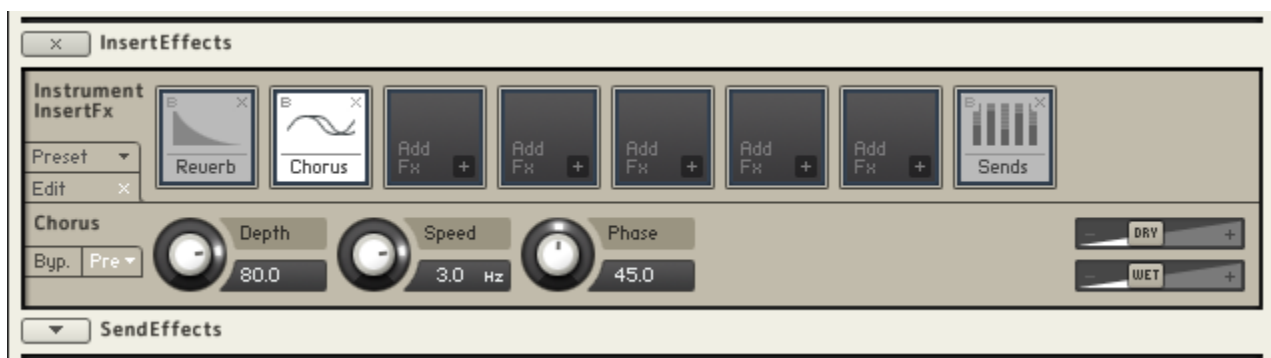 × InsertEffects
Instrument
InsertFx
Preset
Edit ×
B X
Reverb
B X
Chorus
Add
Fx +
Add
Fx +
Add
Fx +
Add
Fx +
Add
Fx +
B X
Sends
Chorus
Byp. Pre
Depth
80.0
Speed
3.0 Hz
Phase
45.0
- DRY +
- WET +
SendEffects